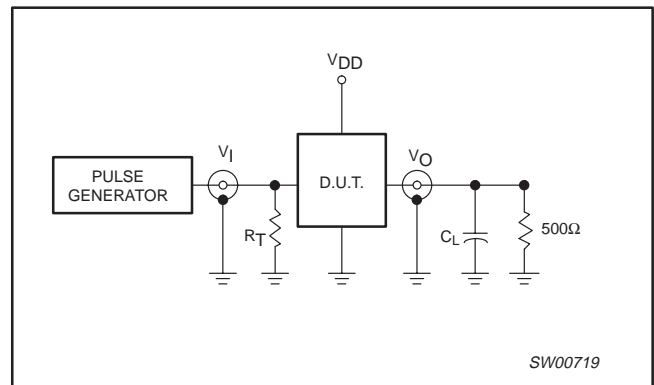 VDD
VI
VO
PULSE
GENERATOR
D.U.T.
RT
CL
500Ω
SW00719